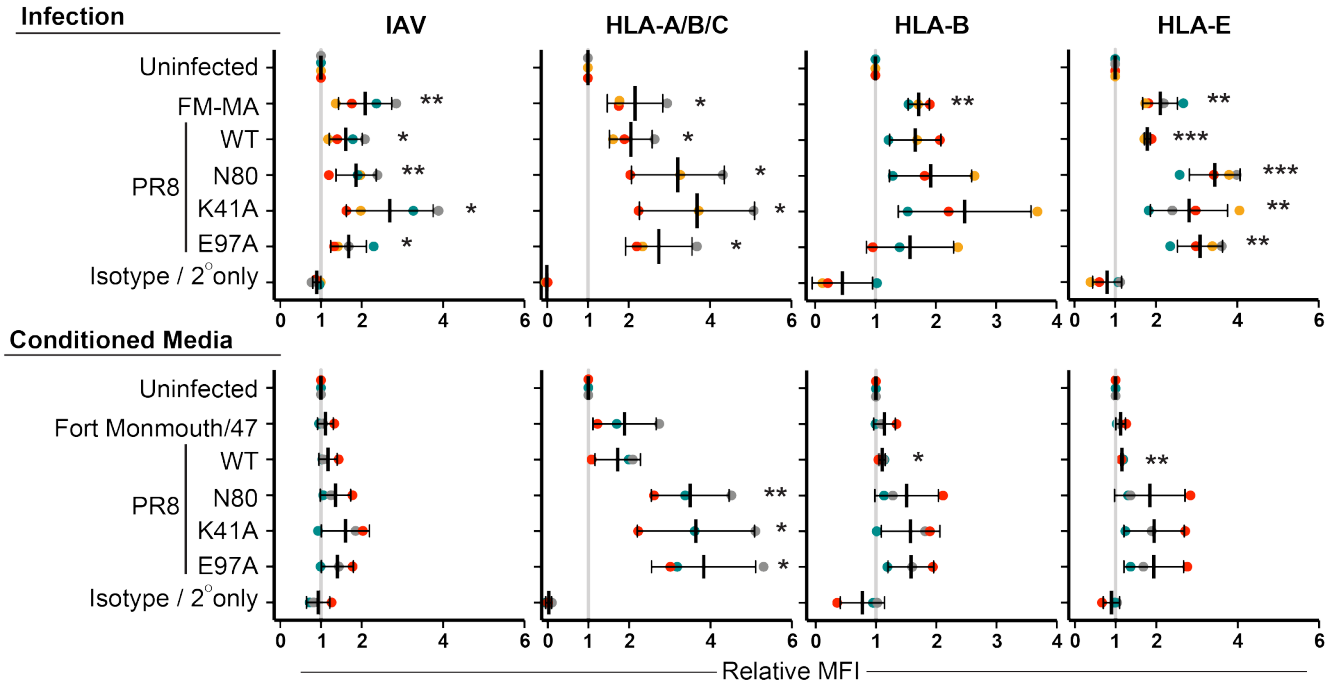 Infection
IAV HLA-A/B/C HLA-B HLA-E
Uninfected
FM-MA ** * ** **
WT * * ***
PR8
N80 ** * ***
K41A * * **
E97A * * **
Isotype / 2°only
0 1 2 4 6 0 1 2 4 6 0 1 2 3 4 0 1 2 4 6
Conditioned Media
Uninfected
Fort Monmouth/47
WT * **
PR8
N80 **
K41A *
E97A *
Isotype / 2°only
0 1 2 4 6 0 1 2 4 6 0 1 2 3 4 0 1 2 4 6
Relative MFI